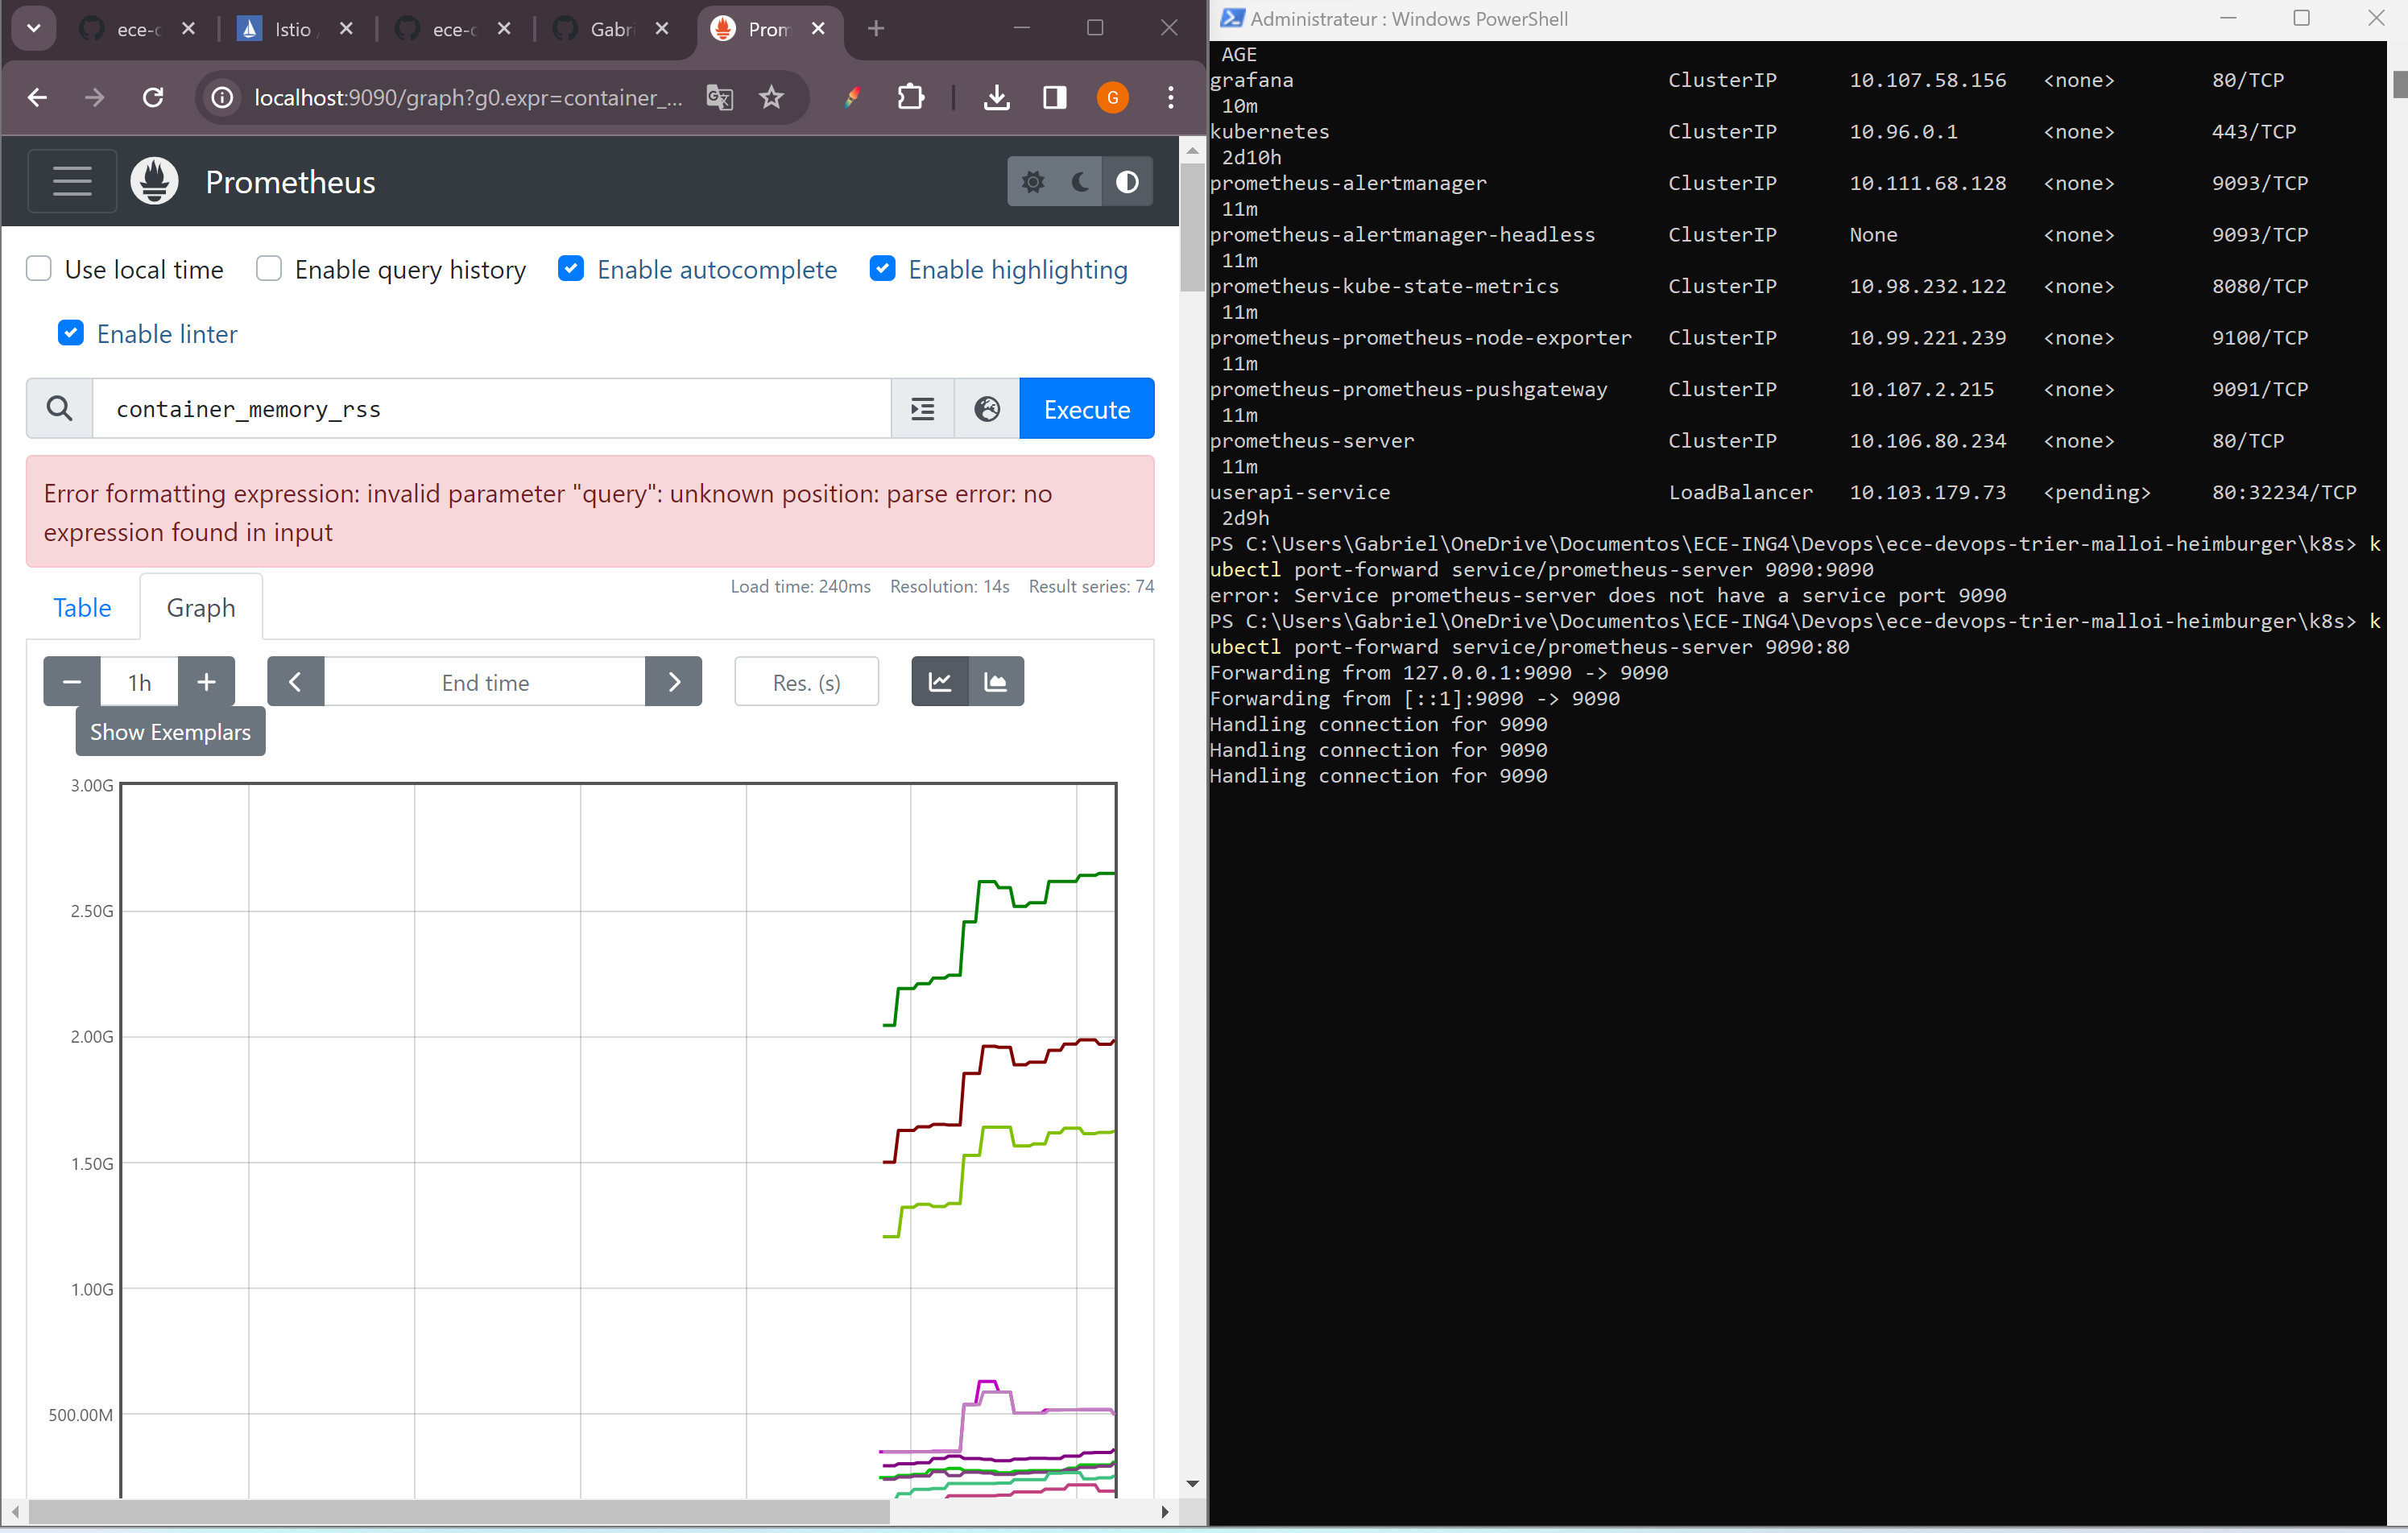 ece-c
Istio
ece-c
Gabri
Prom
localhost:9090/graph?g0.expr=container_...
G
Prometheus
Use local time
Enable query history
Enable autocomplete
Enable highlighting
Enable linter
container_memory_rss
Execute
Error formatting expression: invalid parameter "query": unknown position: parse error: no
expression found in input
Load time: 240ms Resolution: 14s Result series: 74
Table
Graph
1h
End time
Res. (s)
Show Exemplars
3.00G
2.50G
2.00G
1.50G
1.00G
500.00M
Administrateur : Windows PowerShell
AGE
grafana ClusterIP 10.107.58.156 <none> 80/TCP
10m
kubernetes ClusterIP 10.96.0.1 <none> 443/TCP
2d10h
prometheus-alertmanager ClusterIP 10.111.68.128 <none> 9093/TCP
11m
prometheus-alertmanager-headless ClusterIP None <none> 9093/TCP
11m
prometheus-kube-state-metrics ClusterIP 10.98.232.122 <none> 8080/TCP
11m
prometheus-prometheus-node-exporter ClusterIP 10.99.221.239 <none> 9100/TCP
11m
prometheus-prometheus-pushgateway ClusterIP 10.107.2.215 <none> 9091/TCP
11m
prometheus-server ClusterIP 10.106.80.234 <none> 80/TCP
11m
userapi-service LoadBalancer 10.103.179.73 <pending> 80:32234/TCP
2d9h
PS C:\Users\Gabriel\OneDrive\Documentos\ECE-ING4\Devops\ece-devops-trier-malloi-heimburger\k8s> k
ubectl port-forward service/prometheus-server 9090:9090
error: Service prometheus-server does not have a service port 9090
PS C:\Users\Gabriel\OneDrive\Documentos\ECE-ING4\Devops\ece-devops-trier-malloi-heimburger\k8s> k
ubectl port-forward service/prometheus-server 9090:80
Forwarding from 127.0.0.1:9090 -> 9090
Forwarding from [::1]:9090 -> 9090
Handling connection for 9090
Handling connection for 9090
Handling connection for 9090